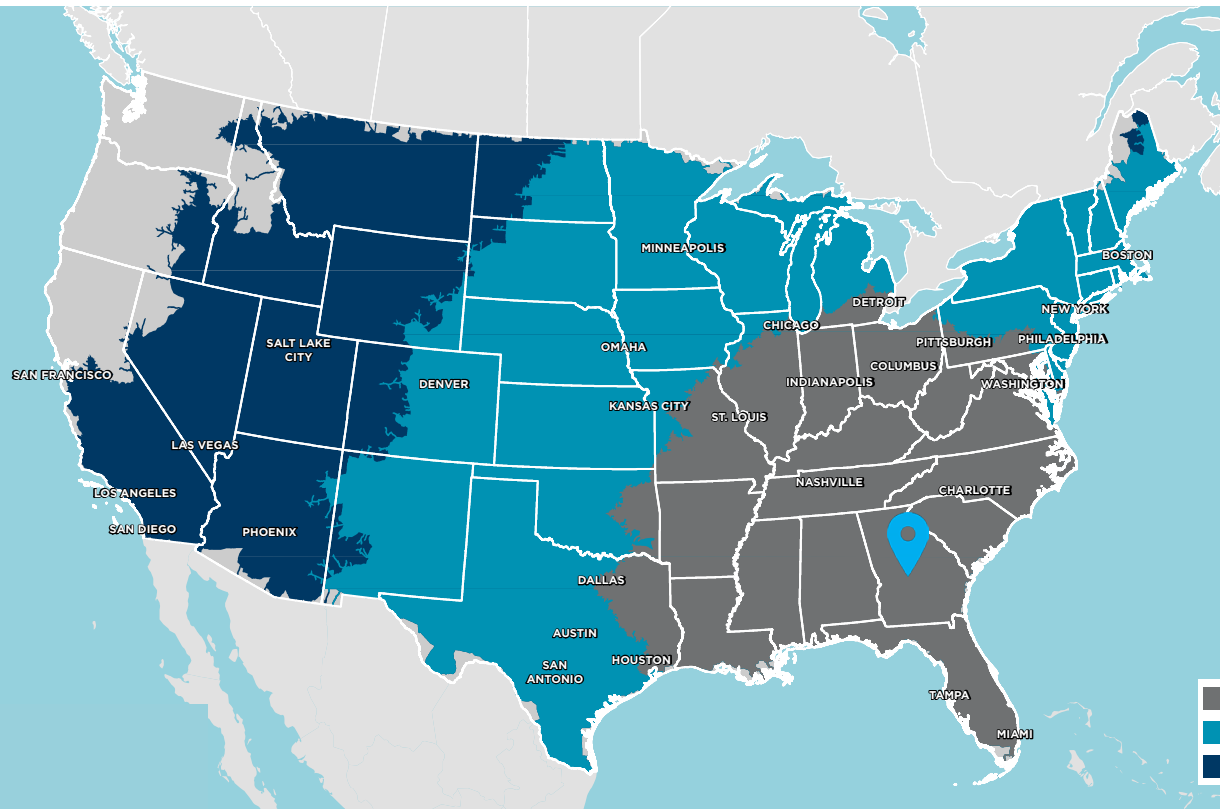 MINNEAPOLIS
BOSTON
DETROIT
NEW YORK
CHICAGO
SALT LAKE
CITY
OMAHA
PITTSBURGH
PHILADELPHIA
SAN FRANCISCO
COLUMBUS
DENVER
INDIANAPOLIS
WASHINGTON
KANSAS CITY
ST. LOUIS
LAS VEGAS
LOS ANGELES
NASHVILLE
CHARLOTTE
SAN DIEGO
PHOENIX
DALLAS
AUSTIN
HOUSTON
SAN
ANTONIO
TAMPA
MIAMI